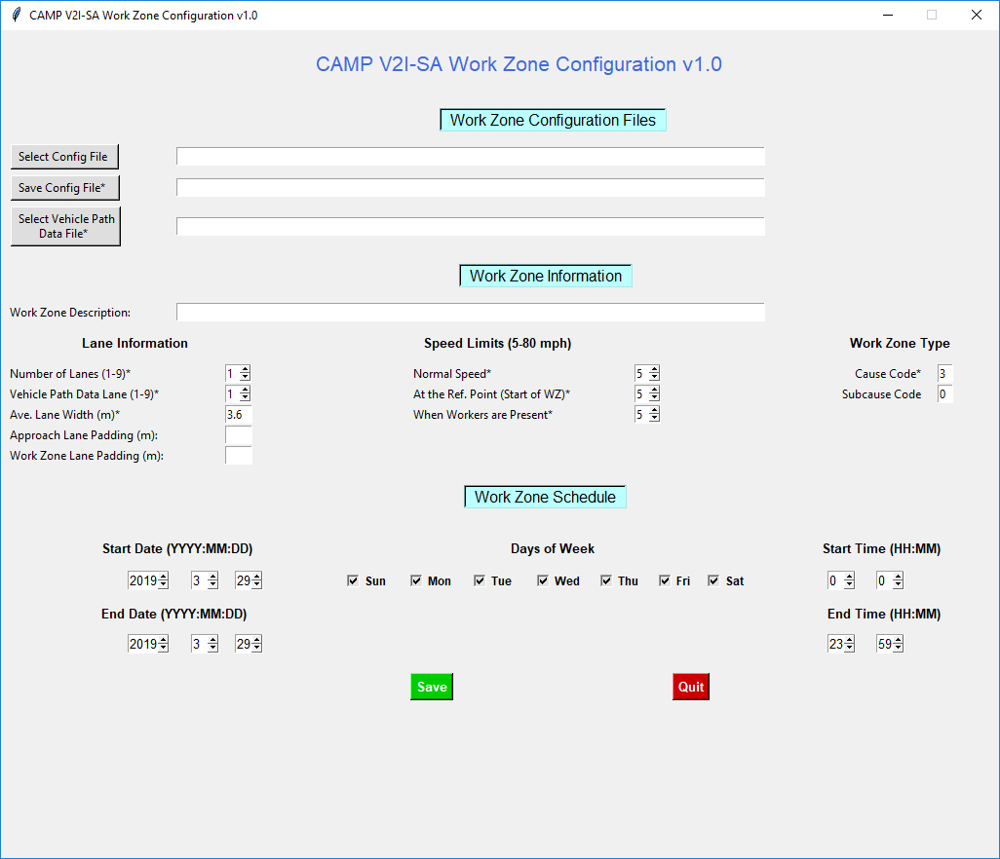 CAMP V2I-SA Work Zone Configuration v1.0
CAMP V2I-SA Work Zone Configuration v1.0
Work Zone Configuration Files
Select Config File
Save Config File*
Select Vehicle Path
Data File*
Work Zone Information
Work Zone Description:
Lane Information Speed Limits (5-80 mph) Work Zone Type
Number of Lanes (1-9)* 1 Normal Speed* 5 Cause Code* 3
Vehicle Path Data Lane (1-9)* 1 At the Ref. Point (Start of WZ)* 5 Subcause Code 0
Ave. Lane Width (m)* 3.6 When Workers are Present* 5
Approach Lane Padding (m):
Work Zone Lane Padding (m):
Work Zone Schedule
Start Date (YYYY:MM:DD) Days of Week Start Time (HH:MM)
2019 3 29 Sun Mon Tue Wed Thu Fri Sat 0 0
End Date (YYYY:MM:DD) End Time (HH:MM)
2019 3 29 23 59
Save Quit